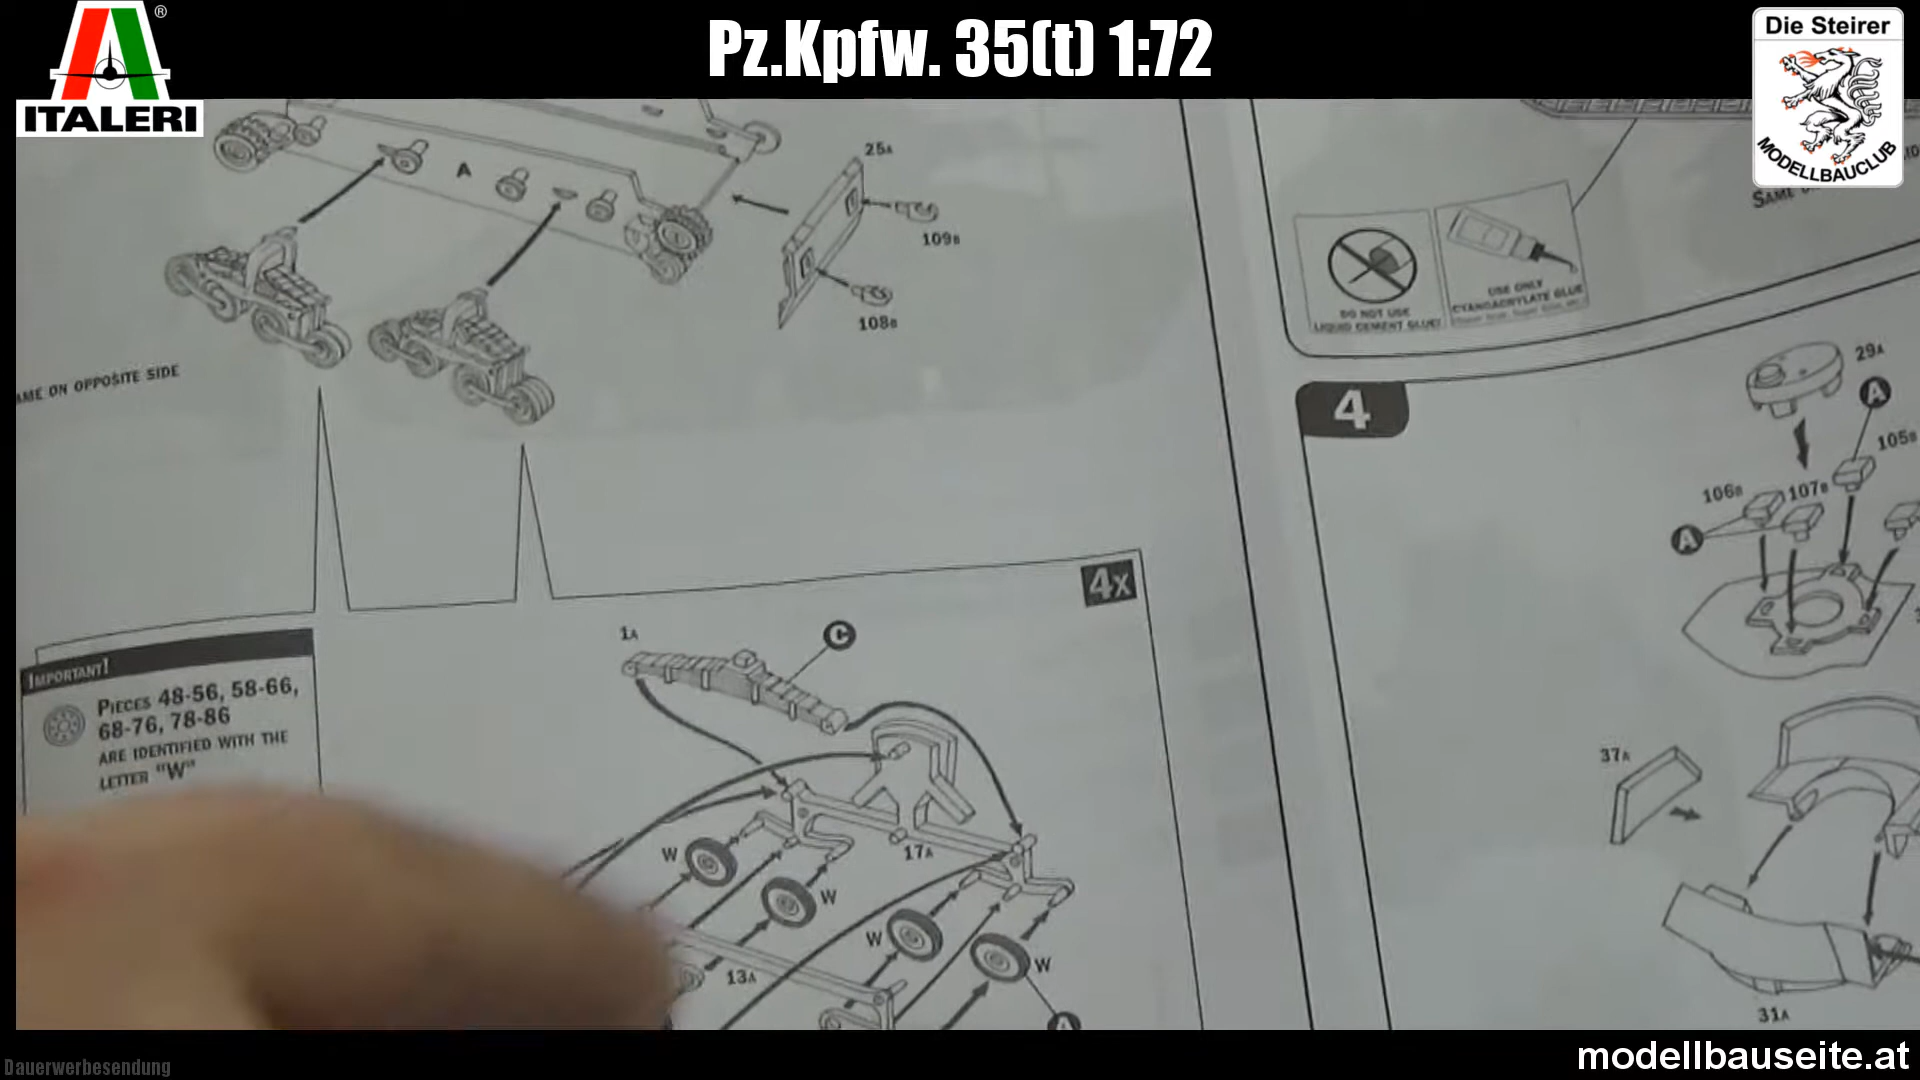 Pz.Kpfw. 35(t) 1:72
®
ITALERI
Die Steirer
MODELLBAUCLUB
25A
A
109B
108B
AME ON OPPOSITE SIDE
SAME
DO NOT USE
LIQUID CEMENT GLUE!
USE ONLY
CYANOACRYLATE GLUE
4
29A
A
105B
106B
107B
A
4X
1A
C
IMPORTANT!
PIECES 48-56, 58-66,
68-76, 78-86
ARE IDENTIFIED WITH THE
LETTER "W"
37A
W
17A
W
W
W
13A
A
31A
Dauerwerbesendung
modellbauseite.at